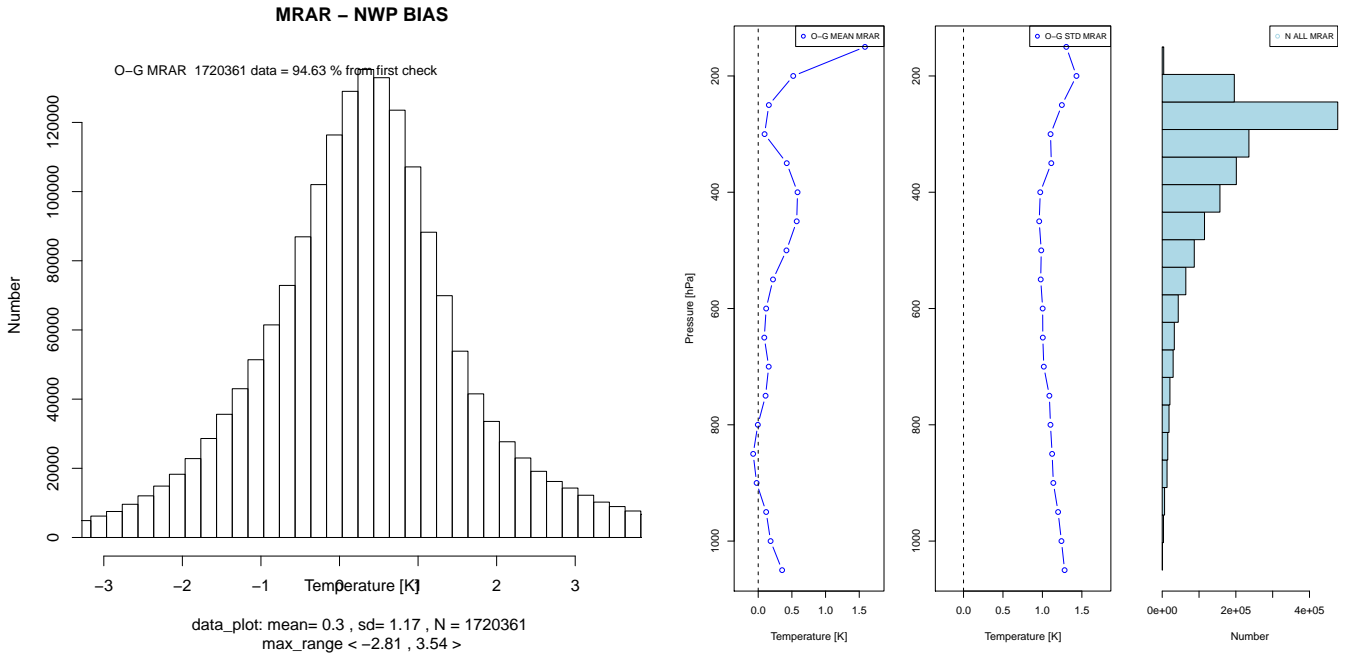 MRAR − NWP BIAS
O−G MRAR 1720361 data = 94.63 % from first check
Number
0
20000
40000
60000
80000
100000
120000
−3
−2
−1
0
1
2
3
Temperature [K]
data_plot: mean= 0.3 , sd= 1.17 , N = 1720361
max_range < −2.81 , 3.54 >
O−G MEAN MRAR
Pressure [hPa]
200
400
600
800
1000
0.0
0.5
1.0
1.5
Temperature [K]
O−G STD MRAR
200
400
600
800
1000
0.0
0.5
1.0
1.5
Temperature [K]
N ALL MRAR
0e+00
2e+05
4e+05
Number